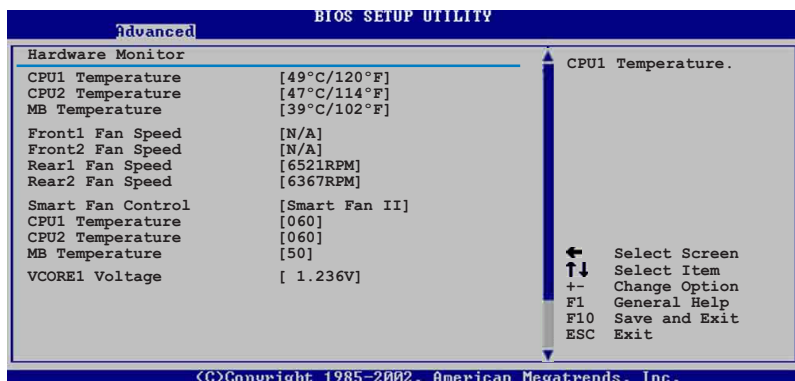 BIOS SETUP UTILITY
Advanced
Hardware Monitor
CPU1 Temperature [49°C/120°F]
CPU2 Temperature [47°C/114°F]
MB Temperature [39°C/102°F]
Front1 Fan Speed [N/A]
Front2 Fan Speed [N/A]
Rear1 Fan Speed [6521RPM]
Rear2 Fan Speed [6367RPM]
Smart Fan Control [Smart Fan II]
CPU1 Temperature [060]
CPU2 Temperature [060]
MB Temperature [50]
VCORE1 Voltage [ 1.236V]
CPU1 Temperature.
← Select Screen
↑↓ Select Item
+- Change Option
F1 General Help
F10 Save and Exit
ESC Exit
(C)Copyright 1985-2002, American Megatrends, Inc.